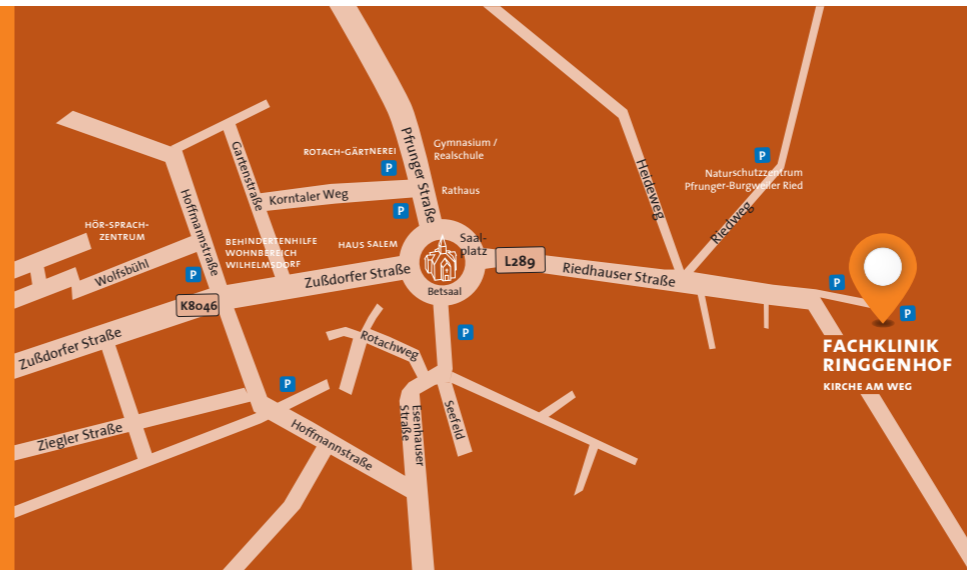 Pfrunger Straße
Gymnasium /
Realschule
ROTACH-GÄRTNEREI
P
P
Gartenstraße
Heideweg
Naturschutzzentrum
Pfrunger-Burgweiler Ried
Hoffmannstraße
Korntaler Weg
Rathaus
P
Riedweg
HÖR-SPRACH-
ZENTRUM
BEHINDERTENHILFE
WOHNBEREICH
WILHELMSDORF
HAUS SALEM
Saal-
platz
L289
Wolfsbühl
P
Zußdorfer Straße
Betsaal
Riedhauser Straße
P
K8046
P
Zußdorfer Straße
P
Rotachweg
FACHKLINIK
RINGGENHOF
KIRCHE AM WEG
P
Ziegler Straße
Hoffmannstraße
Esenhauser
Straße
Seefeld